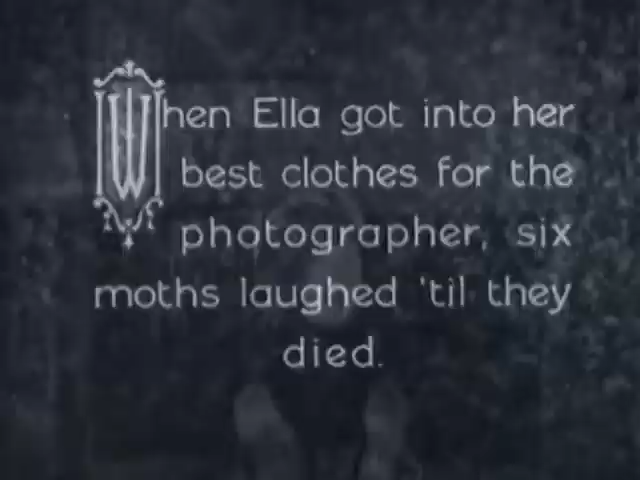 When Ella got into her
best clothes for the
photographer, six
moths laughed 'til they
died.